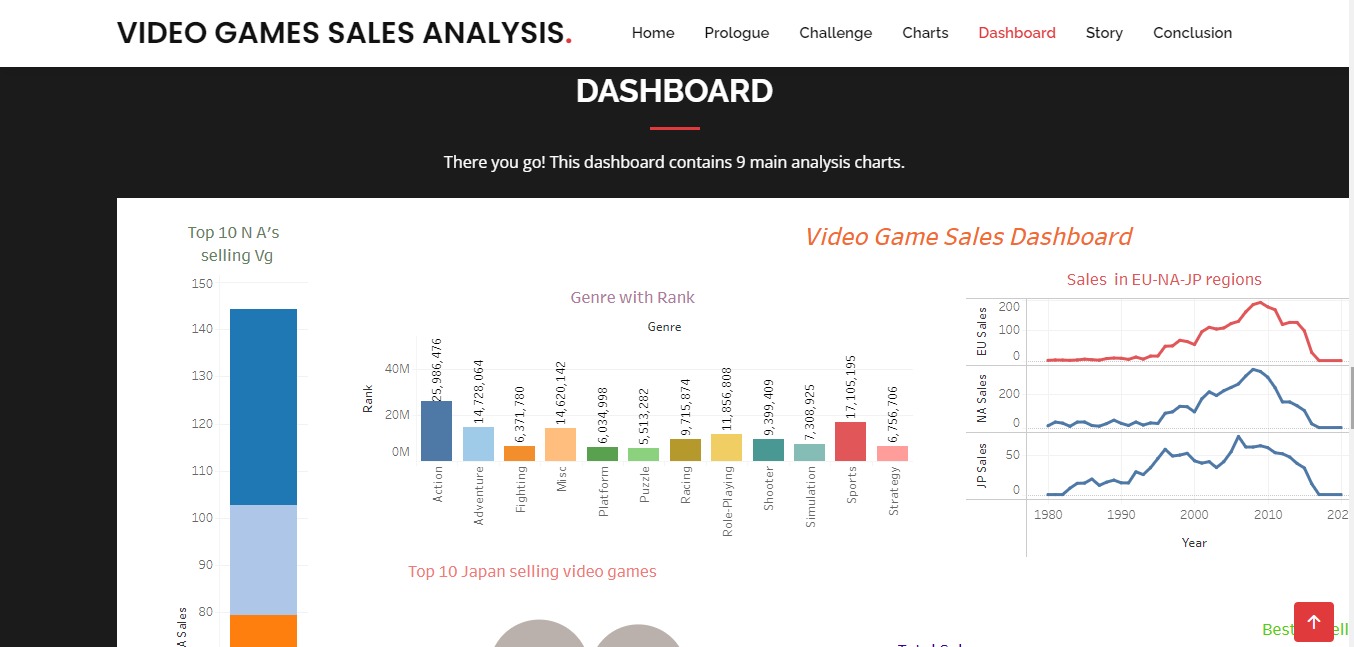 VIDEO GAMES SALES ANALYSIS.
Home Prologue Challenge Charts Dashboard Story Conclusion
DASHBOARD
There you go! This dashboard contains 9 main analysis charts.
Top 10 N A's
selling Vg
150
140
130
120
110
100
90
80
A Sales
Video Game Sales Dashboard
Genre with Rank
Genre
Rank
40M
20M
0M
25,986,476
14,728,064
6,371,780
14,620,142
6,034,998
5,513,282
9,715,874
11,856,808
9,399,409
7,308,925
17,105,195
6,756,706
Action
Adventure
Fighting
Misc
Platform
Puzzle
Racing
Role-Playing
Shooter
Simulation
Sports
Strategy
Sales in EU-NA-JP regions
EU Sales
200
100
0
NA Sales
200
0
JP Sales
50
0
1980 1990 2000 2010 202
Year
Top 10 Japan selling video games
Best ell